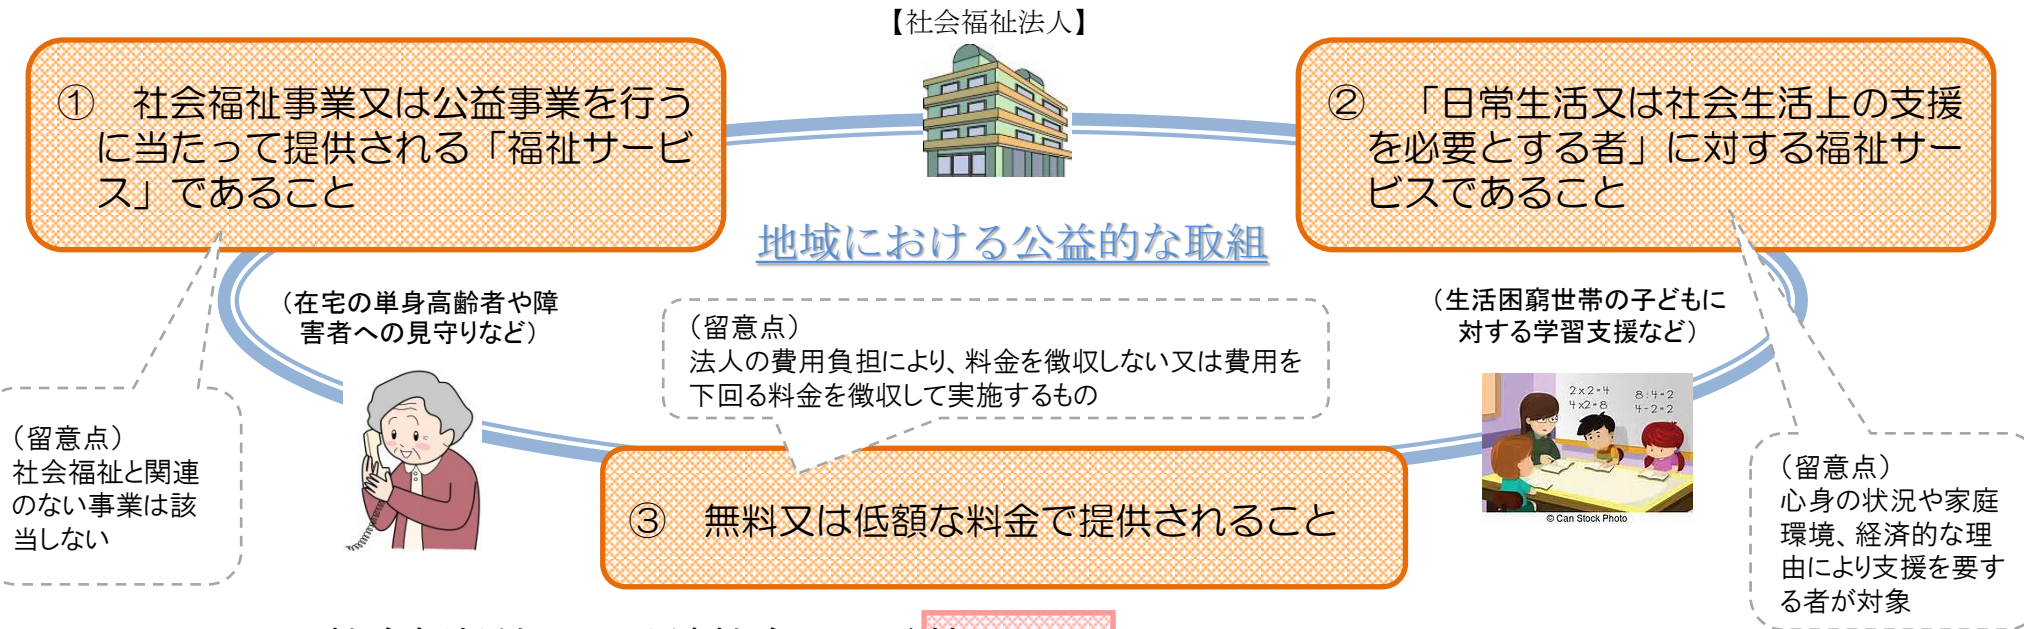 【社会福祉法人】
① 社会福祉事業又は公益事業を行う
に当たって提供される「福祉サービ
ス」であること
② 「日常生活又は社会生活上の支援
を必要とする者」に対する福祉サー
ビスであること
地域における公益的な取組
（在宅の単身高齢者や障
害者への見守りなど）
（留意点）
法人の費用負担により、料金を徴収しない又は費用を
下回る料金を徴収して実施するもの
（生活困窮世帯の子どもに
対する学習支援など）
2×2=4
4×2=8
8:4=2
4-2=2
© Can Stock Photo
（留意点）
社会福祉と関連
のない事業は該
当しない
③ 無料又は低額な料金で提供されること
（留意点）
心身の状況や家庭
環境、経済的な理
由により支援を要す
る者が対象